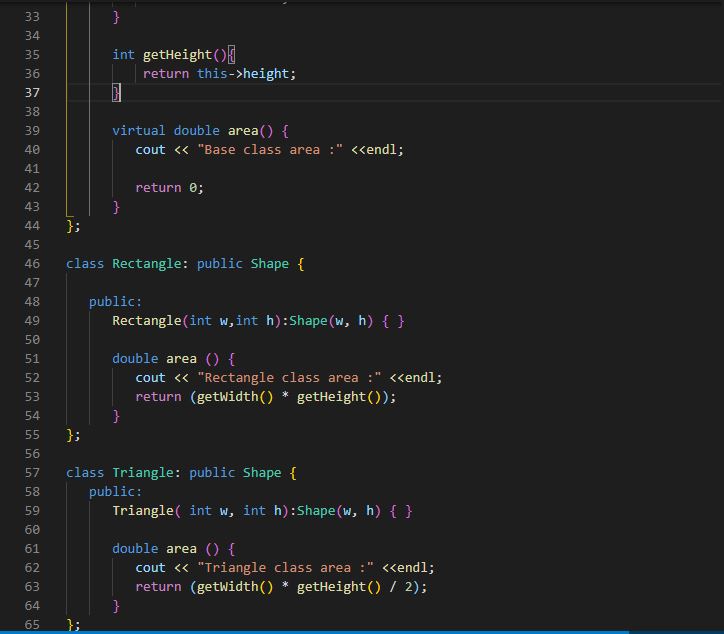 33 }
34
35 int getHeight(){
36 return this->height;
37 }
38
39 virtual double area() {
40 cout << "Base class area :" <<endl;
41
42 return 0;
43 }
44 };
45
46 class Rectangle: public Shape {
47
48 public:
49 Rectangle(int w,int h):Shape(w, h) { }
50
51 double area () {
52 cout << "Rectangle class area :" <<endl;
53 return (getWidth() * getHeight());
54 }
55 };
56
57 class Triangle: public Shape {
58 public:
59 Triangle( int w, int h):Shape(w, h) { }
60
61 double area () {
62 cout << "Triangle class area :" <<endl;
63 return (getWidth() * getHeight() / 2);
64 }
65 };